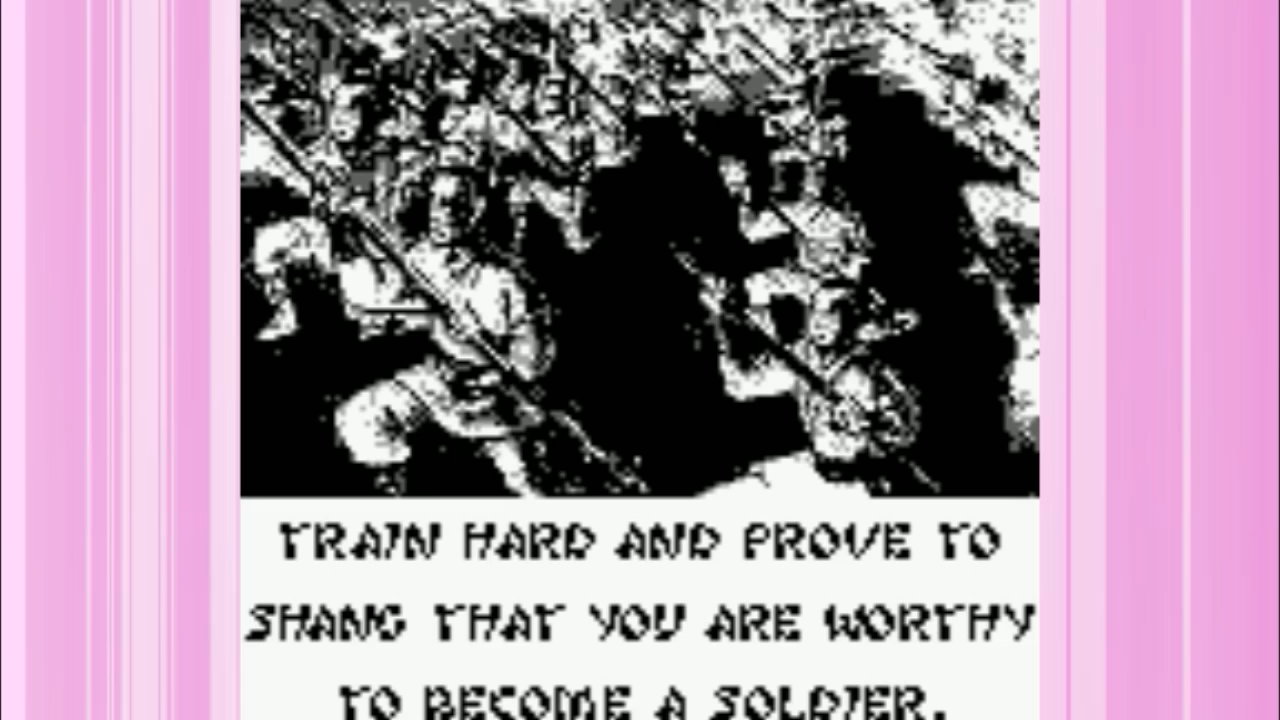 TRAIN HARD AND PROVE TO
SHANG THAT YOU ARE WORTHY
TO BECOME A SOLDIER.